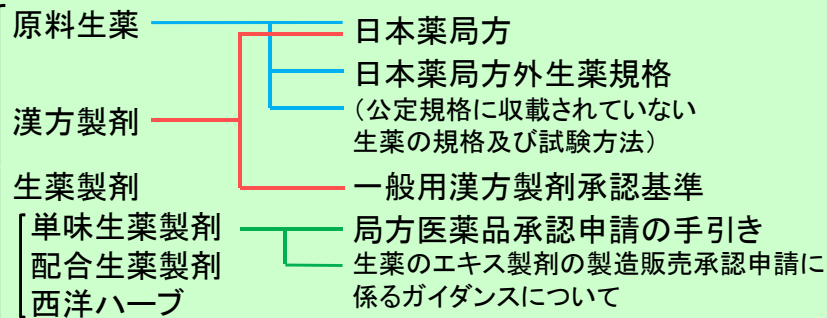 原料生薬
日本薬局方
日本薬局方外生薬規格
（公定規格に収載されていない
生薬の規格及び試験方法）
漢方製剤
一般用漢方製剤承認基準
生薬製剤
単味生薬製剤
局方医薬品承認申請の手引き
配合生薬製剤
生薬のエキス製剤の製造販売承認申請に
係るガイダンスについて
西洋ハーブ